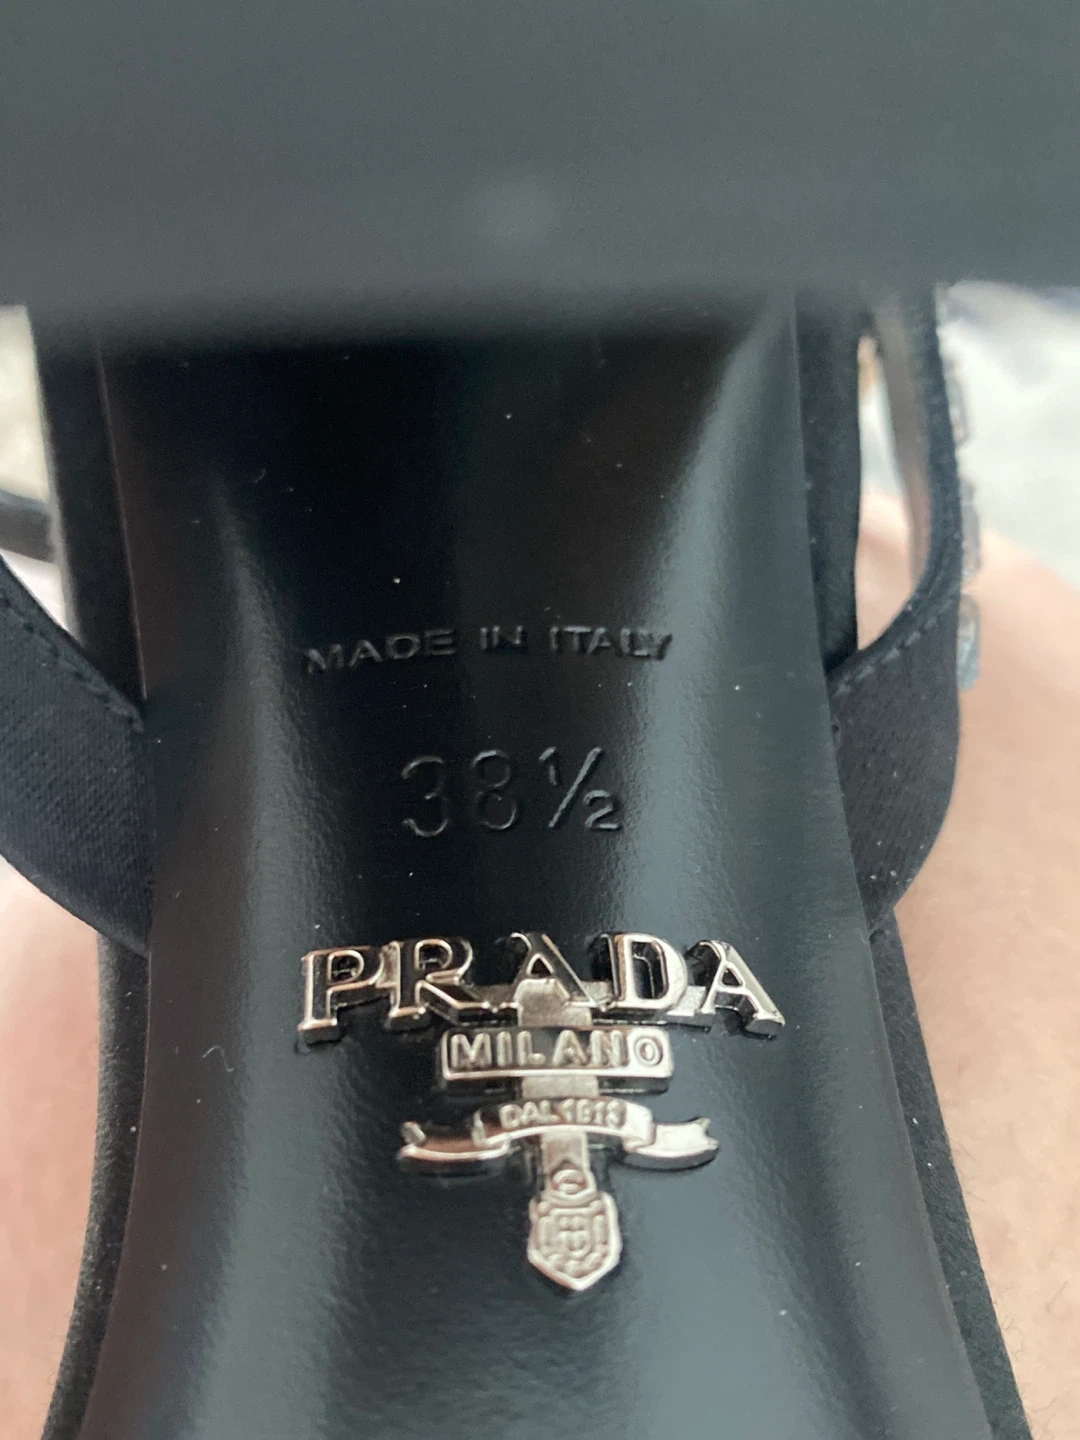 MADE IN ITALY
38½
PRADA
MILANO
DAL 1913